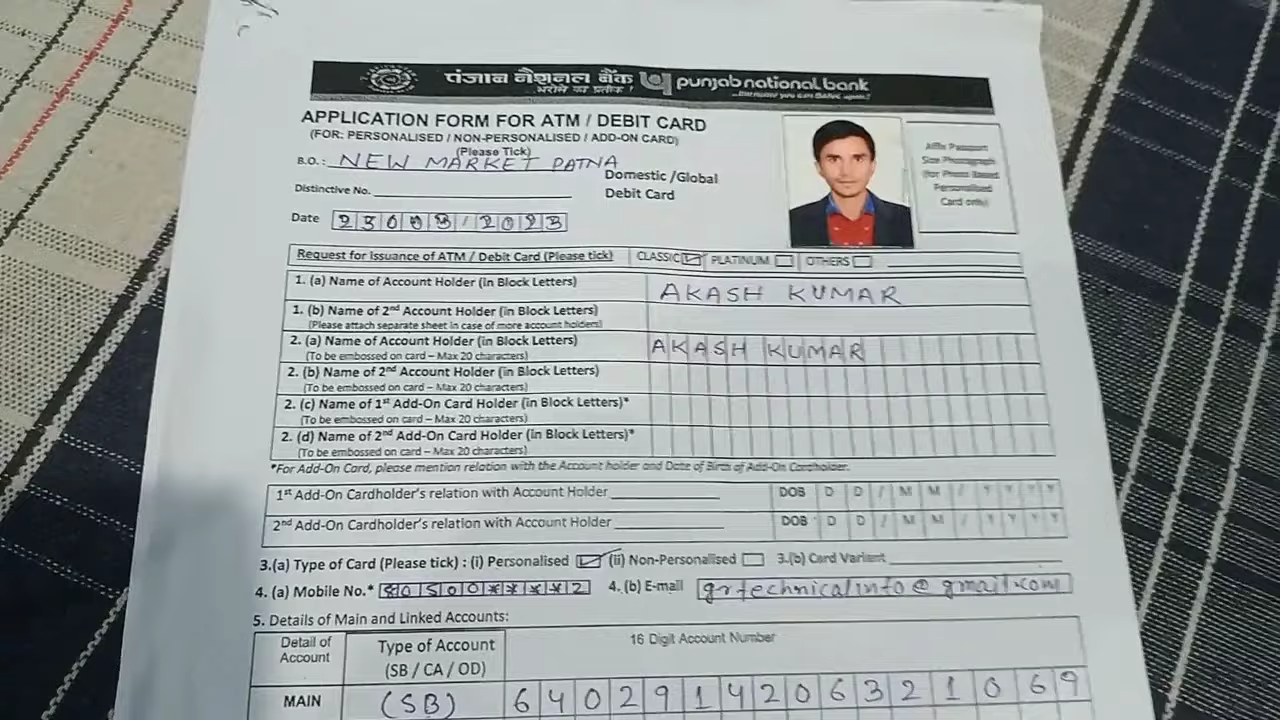 पंजाब नैशनल बैंक punjab national bank
भरोसे का प्रतीक ! ...the name you can BANK upon!
APPLICATION FORM FOR ATM / DEBIT CARD
(FOR: PERSONALISED / NON-PERSONALISED / ADD-ON CARD)
(Please Tick)
B.O.: NEW MARKET PATNA
Domestic /Global
Debit Card
Distinctive No.
Affix Passport
Size Photograph
(for Photo Based
Personalised
Card only)
Date / 2023
Request for Issuance of ATM / Debit Card (Please tick) CLASSIC PLATINUM OTHERS
1. (a) Name of Account Holder (in Block Letters) AKASH KUMAR
1. (b) Name of 2nd Account Holder (in Block Letters)
(Please attach separate sheet in case of more account holders)
2. (a) Name of Account Holder (in Block Letters) AKASH KUMAR
(To be embossed on card – Max 20 characters)
2. (b) Name of 2nd Account Holder (in Block Letters)
(To be embossed on card – Max 20 characters)
2. (c) Name of 1st Add-On Card Holder (in Block Letters)*
(To be embossed on card – Max 20 characters)
2. (d) Name of 2nd Add-On Card Holder (in Block Letters)*
(To be embossed on card – Max 20 characters)
*For Add-On Card, please mention relation with the Account holder and Date of Birth of Add-On Cardholder.
1st Add-On Cardholder's relation with Account Holder DOB D D / M M / Y Y Y Y
2nd Add-On Cardholder's relation with Account Holder DOB D D / M M / Y Y Y Y
3.(a) Type of Card (Please tick) : (i) Personalised (ii) Non-Personalised 3.(b) Card Variant
4. (a) Mobile No.* 80500****2 4. (b) E-mail grtechnicalinfo@gmail.com
5. Details of Main and Linked Accounts:
Detail of Account Type of Account (SB / CA / OD) 16 Digit Account Number
MAIN (SB) 6402914206321069